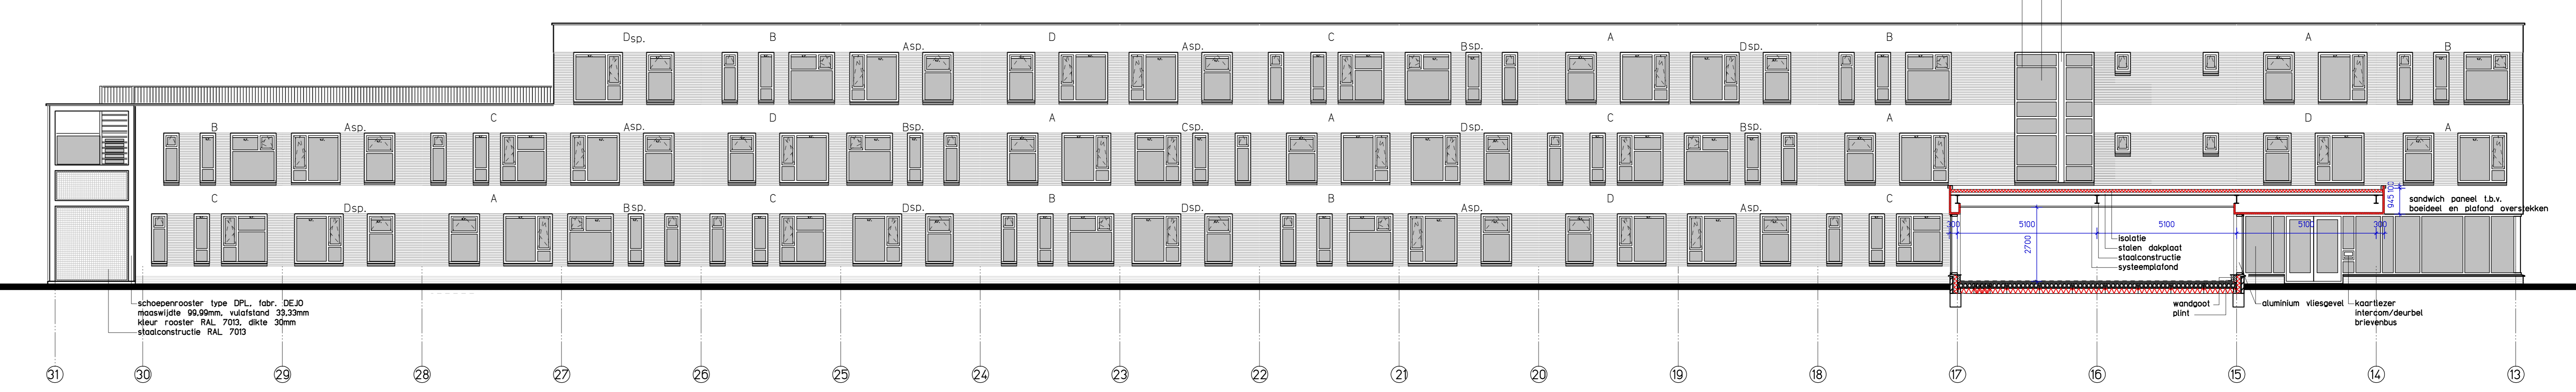 Dsp. B Asp. D Asp. C Bsp. A Dsp. B A B
B Asp. C Asp. D Bsp. A Csp. A Dsp. C Bsp. A D A
C Dsp. A Bsp. C Dsp. B Dsp. B Asp. D Asp. C
945 100
sandwich paneel t.b.v.
boeideel en plafond overstekken
300 5100 5100 5100 300
2700
isolatie
stalen dakplaat
staalconstructie
systeemplafond
schoepenrooster type DPL, fabr. DEJO
maaswijdte 99.99mm, vulafstand 33.33mm
kleur rooster RAL 7013, dikte 30mm
staalconstructie RAL 7013
wandgoot
plint
aluminium vliesgevel
kaartlezer
intercom/deurbel
brievenbus
31 30 29 28 27 26 25 24 23 22 21 20 19 18 17 16 15 14 13